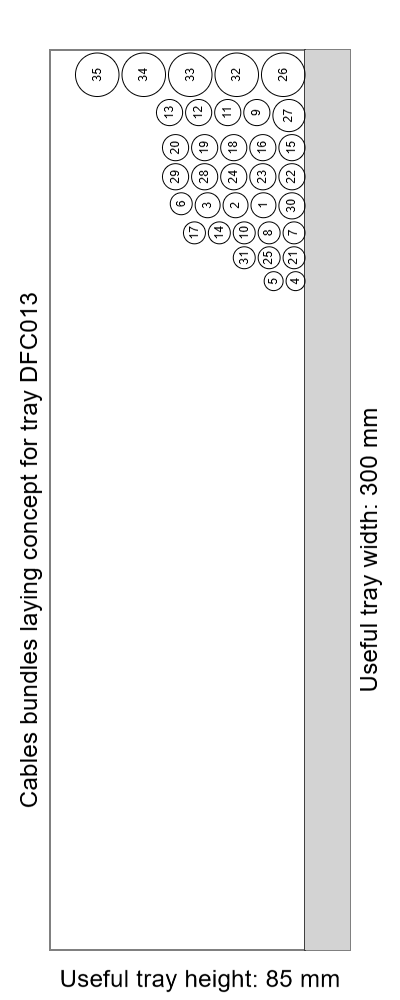 35 34 33 32 26
13 12 11 9 27
20 19 18 16 15
29 28 24 23 22
6 3 2 1 30
17 14 10 8 7
31 25 21
5 4
Cables bundles laying concept for tray DFC013
Useful tray width: 300 mm
Useful tray height: 85 mm